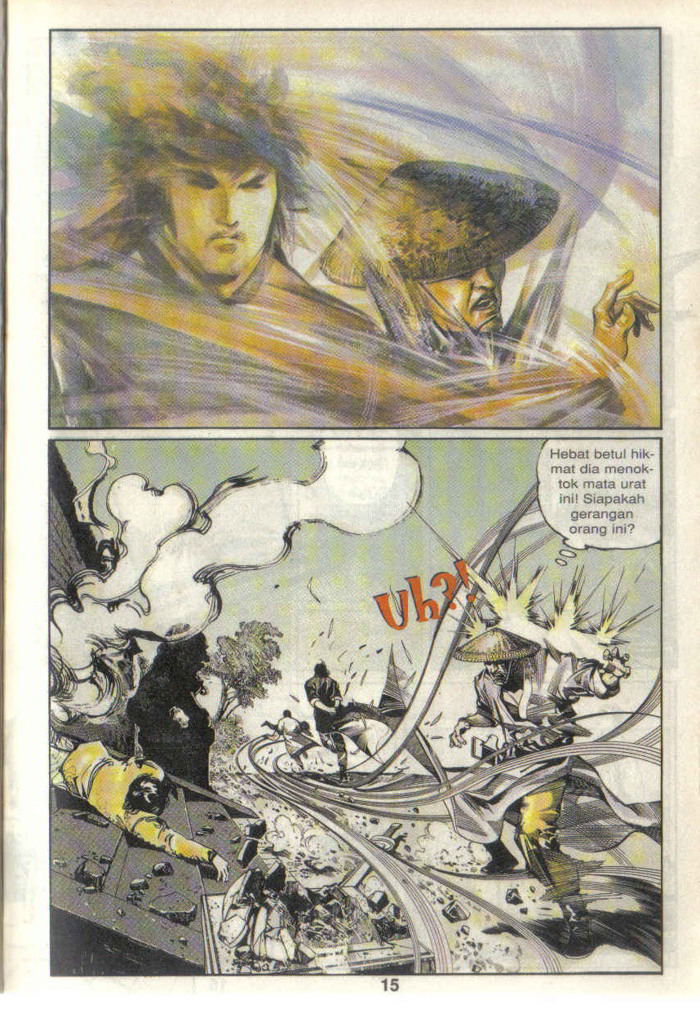 Hebat betul hik-
mat dia menok-
tok mata urat
ini! Siapakah
gerangan
orang ini?
Uh?!
15